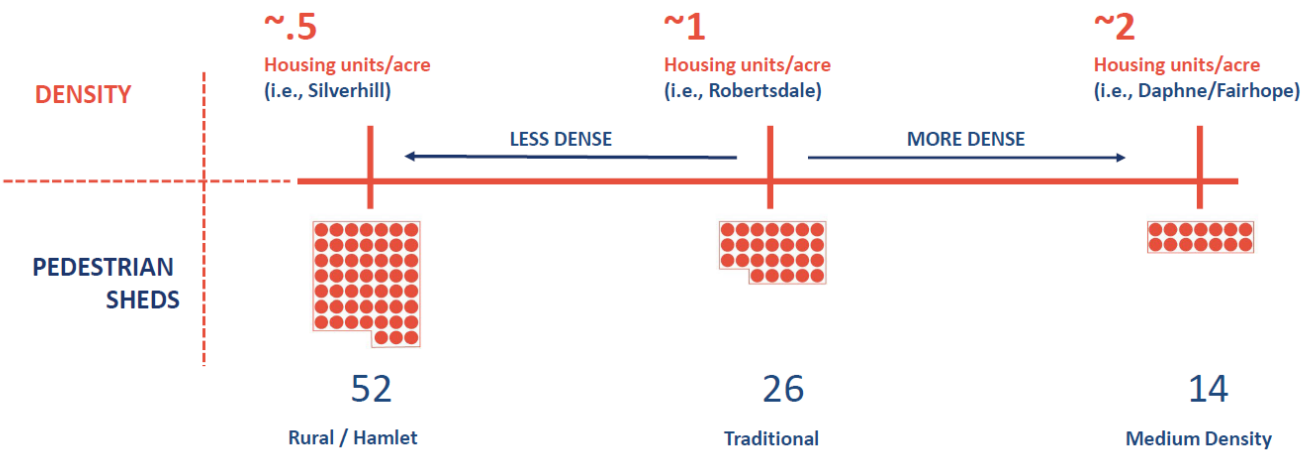 ~.5
Housing units/acre
(i.e., Silverhill)
~1
Housing units/acre
(i.e., Robertsdale)
~2
Housing units/acre
(i.e., Daphne/Fairhope)
DENSITY
LESS DENSE
MORE DENSE
PEDESTRIAN
SHEDS
52
Rural / Hamlet
26
Traditional
14
Medium Density